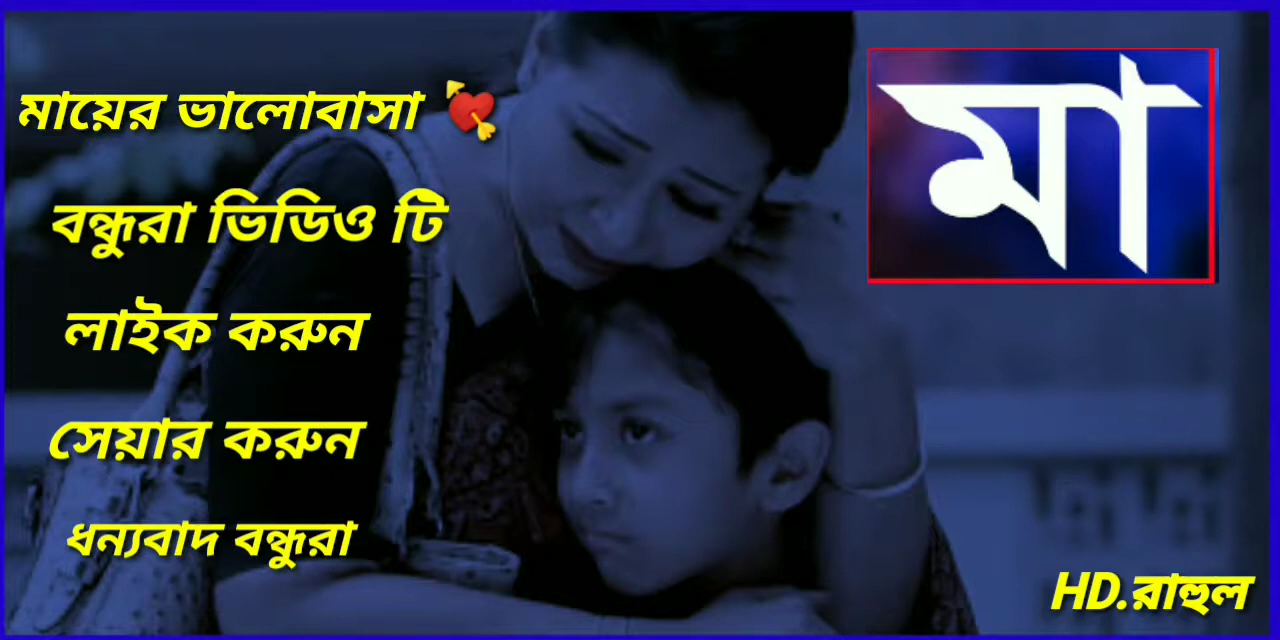 মায়ের ভালোবাসা 💘
বন্ধুরা ভিডিও টি
লাইক করুন
সেয়ার করুন
ধন্যবাদ বন্ধুরা
মা
HD.রাহুল